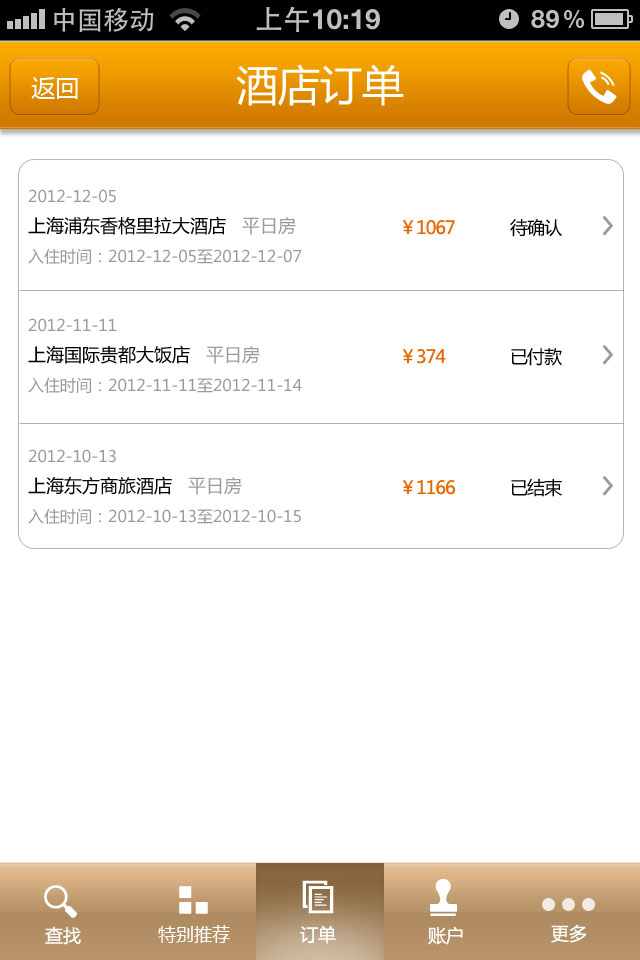 中国移动 上午10:19 89%
返回 酒店订单
2012-12-05
上海浦东香格里拉大酒店 平日房 ¥1067 待确认
入住时间：2012-12-05至2012-12-07
2012-11-11
上海国际贵都大饭店 平日房 ¥374 已付款
入住时间：2012-11-11至2012-11-14
2012-10-13
上海东方商旅酒店 平日房 ¥1166 已结束
入住时间：2012-10-13至2012-10-15
查找 特别推荐 订单 账户 更多